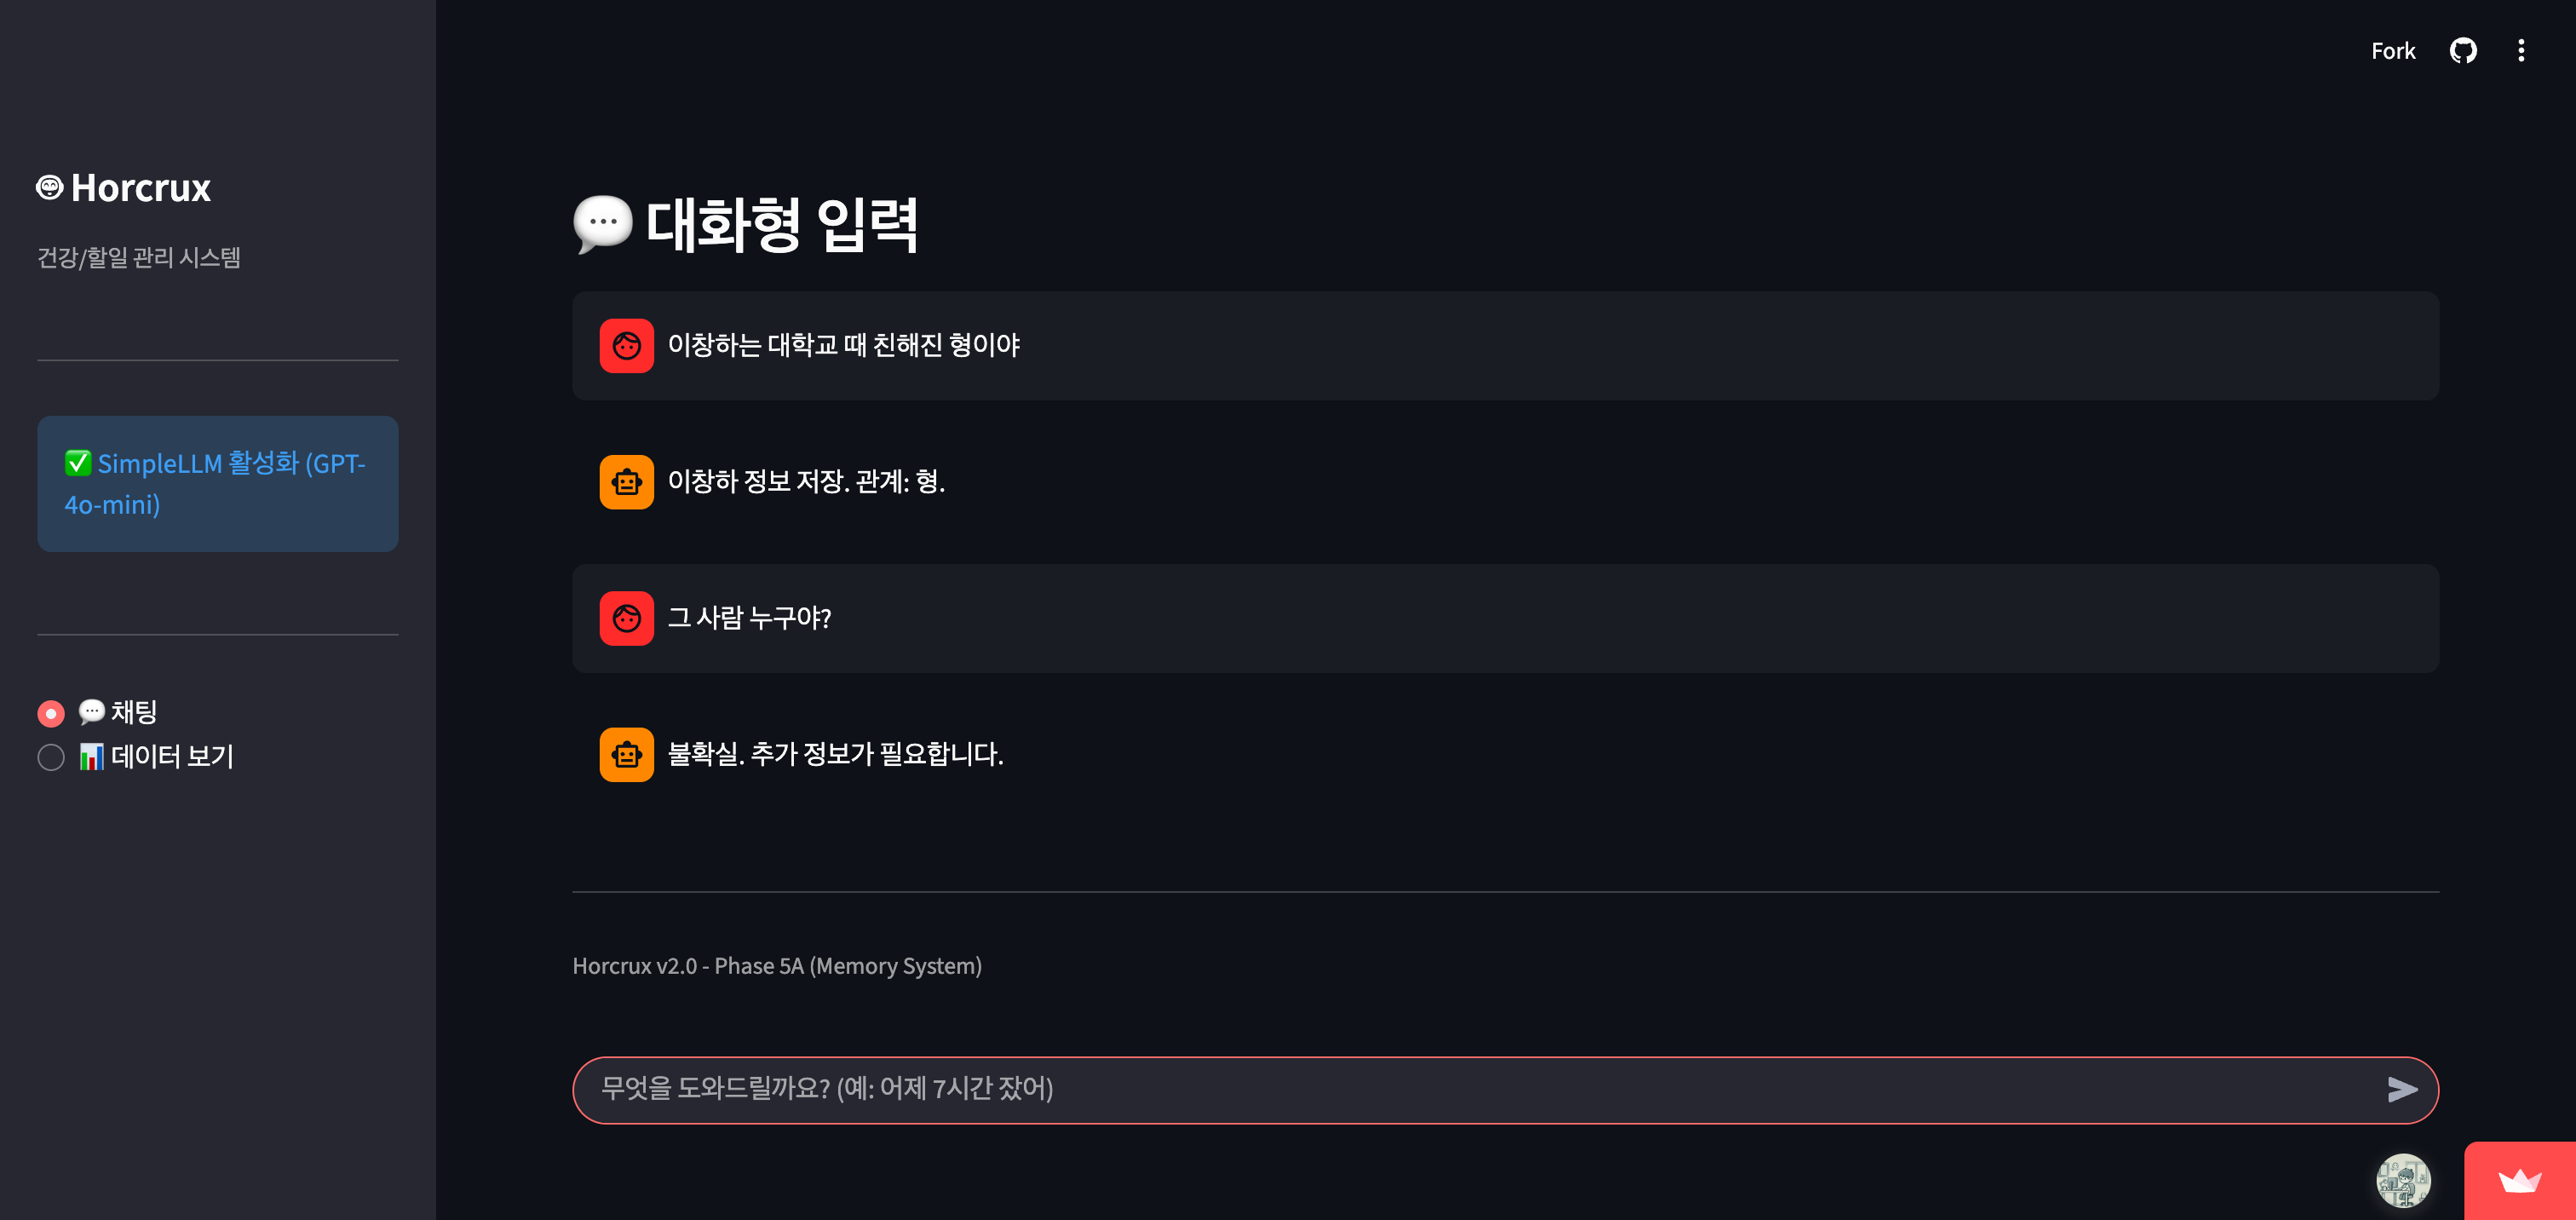 Fork
Horcrux
건강/할일 관리 시스템
✅ SimpleLLM 활성화 (GPT-
4o-mini)
💬 채팅
📊 데이터 보기
💬 대화형 입력
이창하는 대학교 때 친해진 형이야
이창하 정보 저장. 관계: 형.
그 사람 누구야?
불확실. 추가 정보가 필요합니다.
Horcrux v2.0 - Phase 5A (Memory System)
무엇을 도와드릴까요? (예: 어제 7시간 잤어)